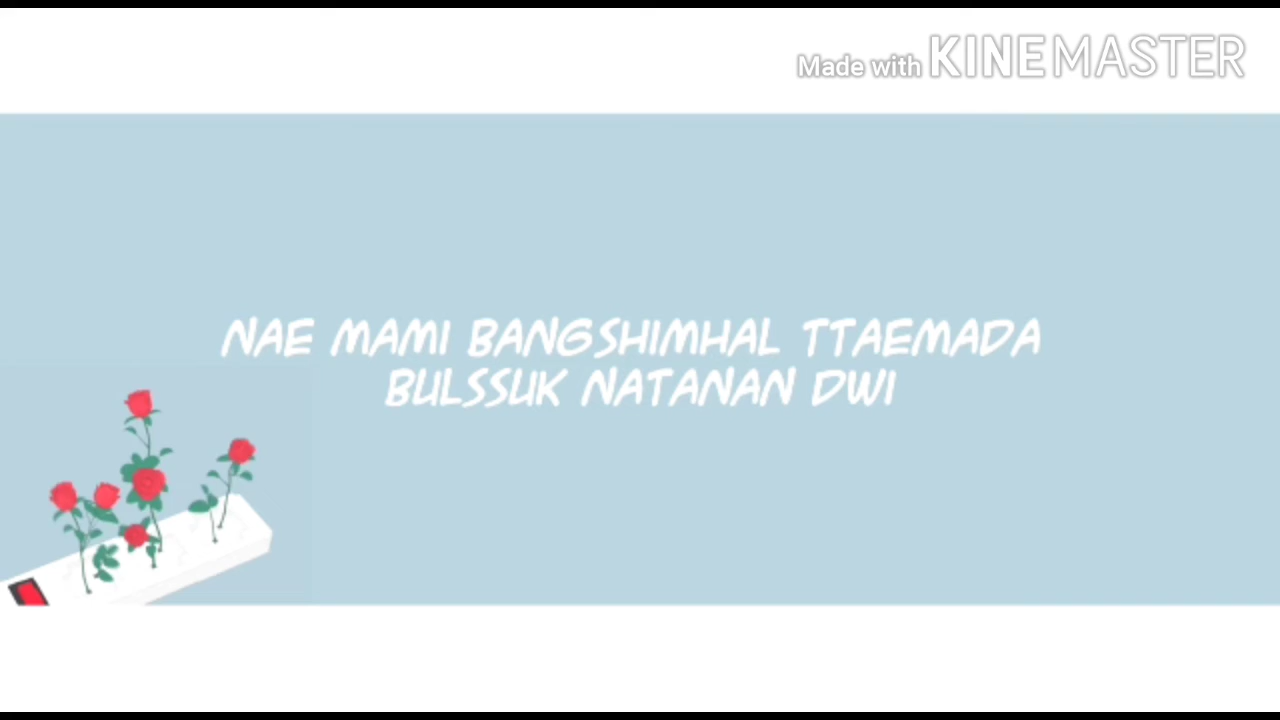 Made with KINEMASTER
NAE MAMI BANGSHIMHAL TTAEMADA
BULSSUK NATANAN DWI